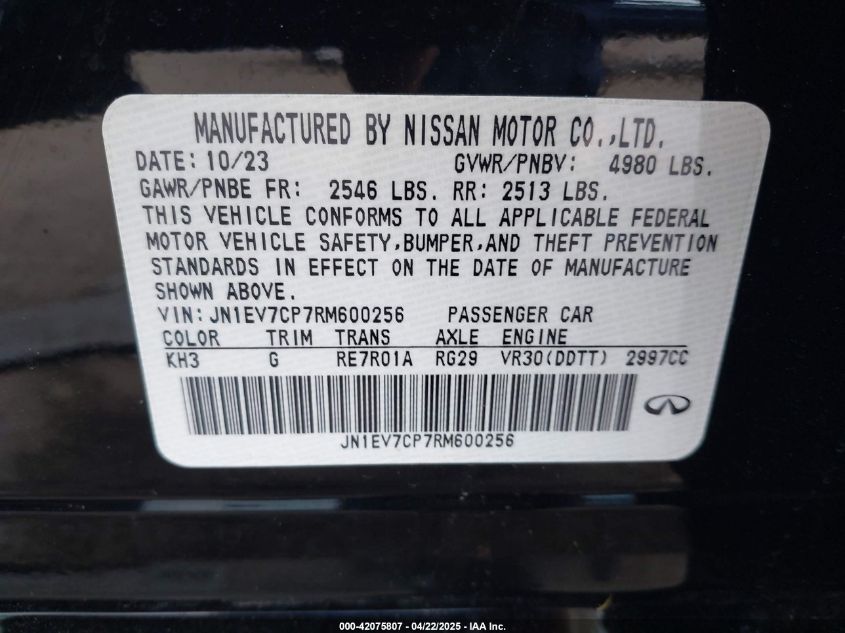 MANUFACTURED BY NISSAN MOTOR CO.,LTD.
DATE: 10/23 GVWR/PNBV: 4980 LBS.
GAWR/PNBE FR: 2546 LBS. RR: 2513 LBS.
THIS VEHICLE CONFORMS TO ALL APPLICABLE FEDERAL
MOTOR VEHICLE SAFETY,BUMPER,AND THEFT PREVENTION
STANDARDS IN EFFECT ON THE DATE OF MANUFACTURE
SHOWN ABOVE.
VIN:JN1EV7CP7RM600256 PASSENGER CAR
COLOR TRIM TRANS AXLE ENGINE
KH3 G RE7R01A RG29 VR30(DDTT) 2997CC
JN1EV7CP7RM600256
000-42075807 - 04/22/2025 - IAA Inc.